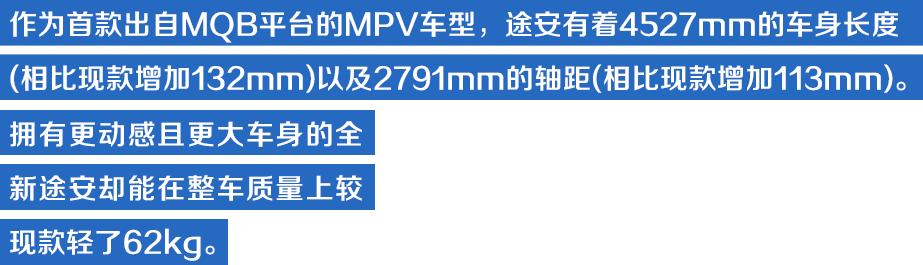 作为首款出自MQB平台的MPV车型，途安有着4527mm的车身长度
(相比现款增加132mm)以及2791mm的轴距(相比现款增加113mm)。
拥有更动感且更大车身的全
新途安却能在整车质量上较
现款轻了62kg。